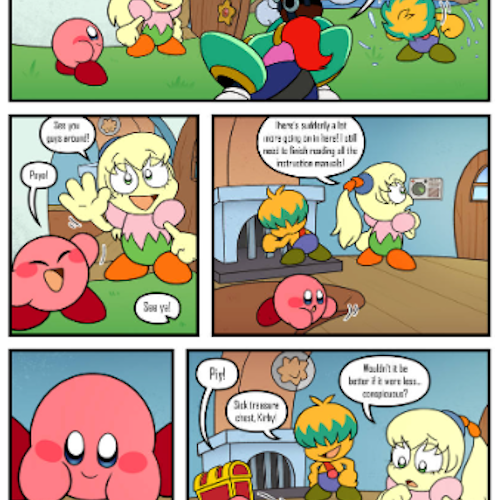 See you
guys around!
Poyo!
See ya!
There's suddenly a lot
more going on in here! I still
need to finish reading all the
instruction manuals!
Piy!
Sick treasure
chest, Kirby!
Wouldn't it be
better if it were less...
conspicuous?